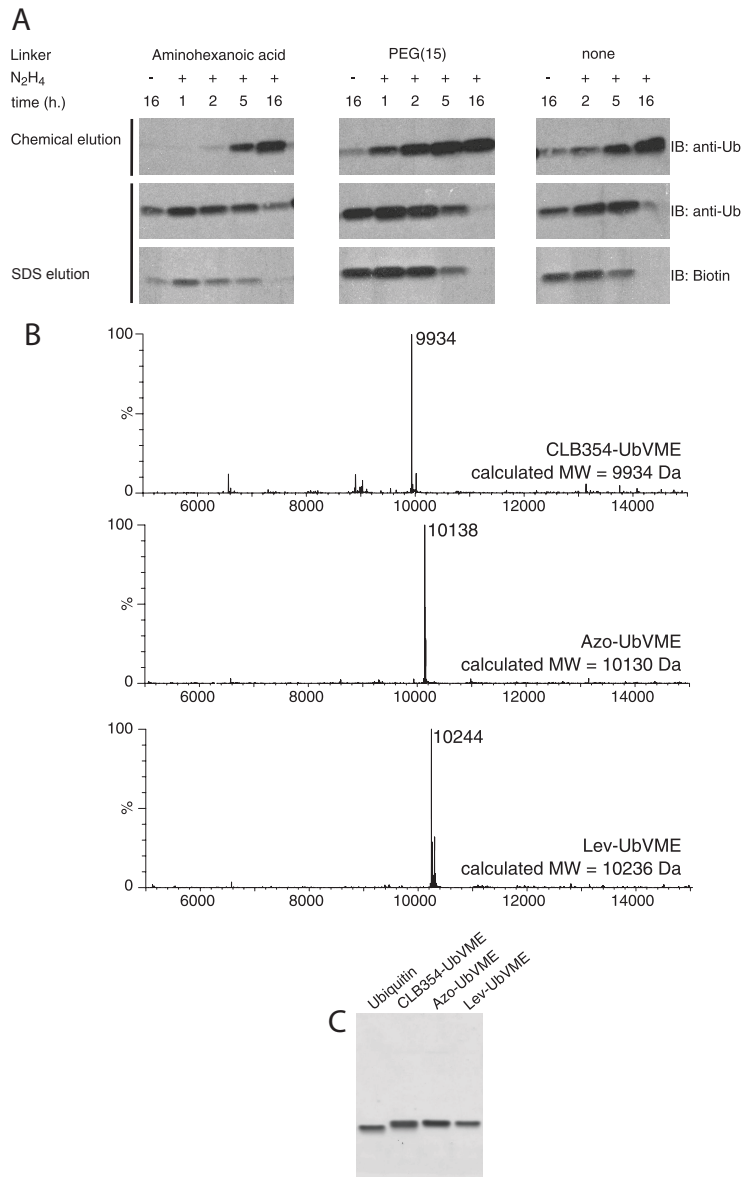 A
Linker Aminohexanoic acid PEG(15) none
N2H4 - + + + + - + + + + - + + +
time (h.) 16 1 2 5 16 16 1 2 5 16 16 2 5 16
Chemical elution IB: anti-Ub
IB: anti-Ub
SDS elution IB: Biotin
B
100
9934
%
CLB354-UbVME
calculated MW = 9934 Da
0
6000 8000 10000 12000 14000
100
10138
%
Azo-UbVME
calculated MW = 10130 Da
0
6000 8000 10000 12000 14000
100
10244
%
Lev-UbVME
calculated MW = 10236 Da
0
6000 8000 10000 12000 14000
Ubiquitin
CLB354-UbVME
Azo-UbVME
Lev-UbVME
C